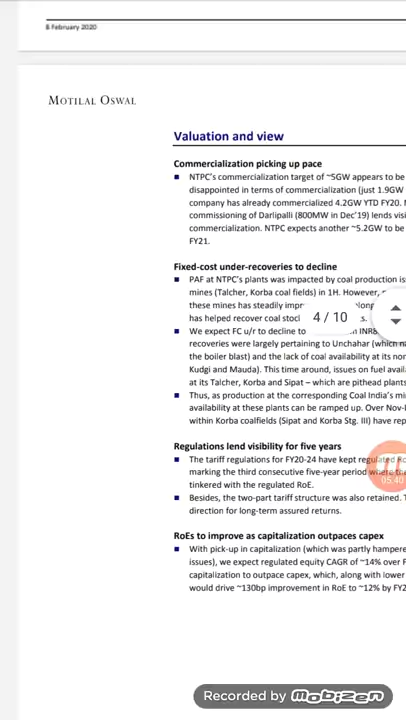 6 February 2020
MOTILAL OSWAL
Valuation and view
Commercialization picking up pace
■ NTPC's commercialization target of ~5GW appears to be
disappointed in terms of commercialization (just 1.9GW
company has already commercialized 4.2GW YTD FY20.
commissioning of Darlipalli (800MW in Dec'19) lends visi
commercialization. NTPC expects another ~5.2GW to be
FY21.
Fixed-cost under-recoveries to decline
■ PAF at NTPC's plants was impacted by coal production is
mines (Talcher, Korba coal fields) in 1H. However,
these mines has steadily impr
has helped recover coal stoc
4 / 10
■ We expect FC u/r to decline to INR8
recoveries were largely pertaining to Unchahar (which
the boiler blast) and the lack of coal availability at its no
Kudgi and Mauda). This time around, issues on fuel avail
at its Talcher, Korba and Sipat – which are pithead plants
■ Thus, as production at the corresponding Coal India's mi
availability at these plants can be ramped up. Over Nov-
within Korba coalfields (Sipat and Korba Stg. III) have rep
Regulations lend visibility for five years
■ The tariff regulations for FY20-24 have kept regulated
marking the third consecutive five-year period where
tinkered with the regulated RoE.
05:40
■ Besides, the two-part tariff structure was also retained.
direction for long-term assured returns.
RoEs to improve as capitalization outpaces capex
■ With pick-up in capitalization (which was partly hampere
issues), we expect regulated equity CAGR of ~14% over
capitalization to outpace capex, which, along with lower
would drive ~130bp improvement in RoE to ~12% by FY2
Recorded by mobizen